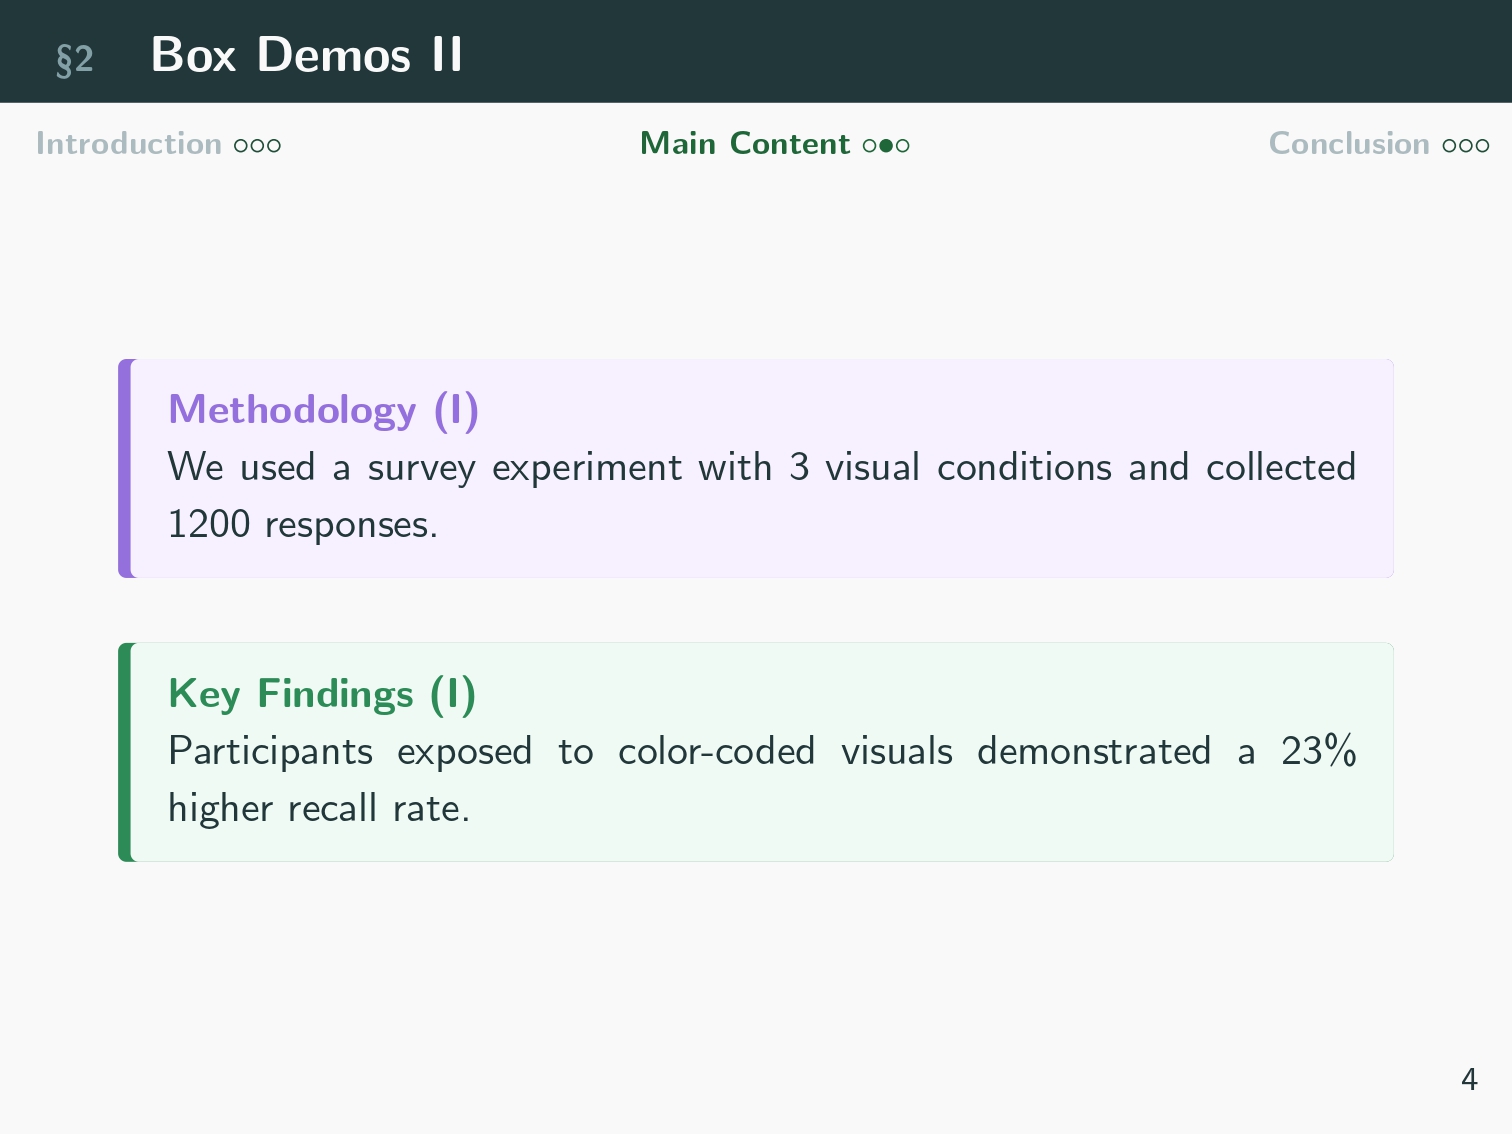 §2 Box Demos II
Introduction ○○○ Main Content ○●○ Conclusion ○○○
Methodology (I)
We used a survey experiment with 3 visual conditions and collected
1200 responses.
Key Findings (I)
Participants exposed to color-coded visuals demonstrated a 23%
higher recall rate.
4